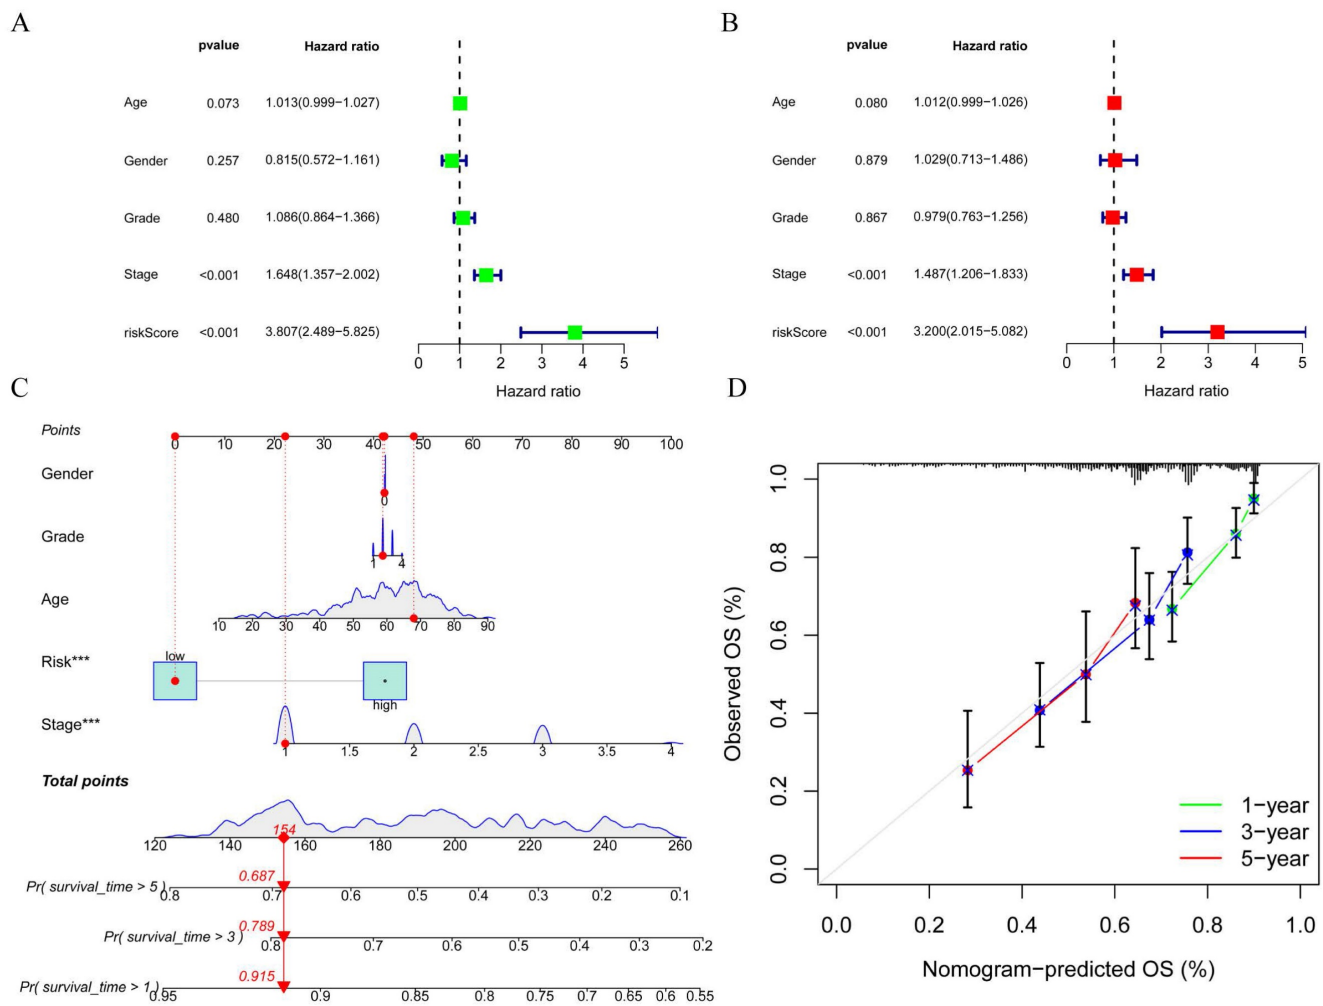 A
pvalue Hazard ratio
Age 0.073 1.013(0.999−1.027)
Gender 0.257 0.815(0.572−1.161)
Grade 0.480 1.086(0.864−1.366)
Stage <0.001 1.648(1.357−2.002)
riskScore <0.001 3.807(2.489−5.825)
0 1 2 3 4 5
Hazard ratio
B
pvalue Hazard ratio
Age 0.080 1.012(0.999−1.026)
Gender 0.879 1.029(0.713−1.486)
Grade 0.867 0.979(0.763−1.256)
Stage <0.001 1.487(1.206−1.833)
riskScore <0.001 3.200(2.015−5.082)
0 1 2 3 4 5
Hazard ratio
C
Points
0 10 20 30 40 50 60 70 80 90 100
Gender
0
Grade
1 4
Age
10 20 30 40 50 60 70 80 90
Risk***
low
high
Stage***
1 1.5 2 2.5 3 4
Total points
154
120 140 160 180 200 220 240 260
0.687
Pr( survival_time > 5 )
0.8 0.7 0.6 0.5 0.4 0.3 0.2 0.1
0.789
Pr( survival_time > 3 )
0.8 0.7 0.6 0.5 0.4 0.3 0.2
0.915
Pr( survival_time > 1 )
0.95 0.9 0.85 0.8 0.75 0.7 0.65 0.6 0.55
D
Observed OS (%)
1.0
0.8
0.6
0.4
0.2
0.0
1−year
3−year
5−year
0.0 0.2 0.4 0.6 0.8 1.0
Nomogram−predicted OS (%)